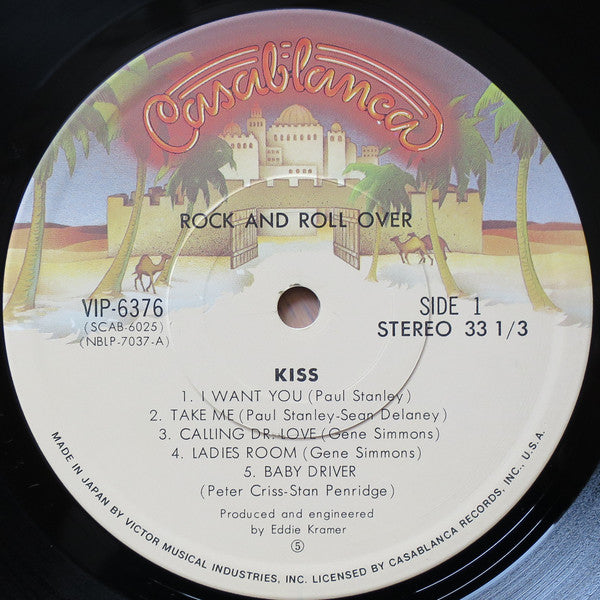 Casablanca
ROCK AND ROLL OVER
VIP-6376
(SCAB-6025)
(NBLP-7037-A)
SIDE 1
STEREO 33 1/3
KISS
1. I WANT YOU (Paul Stanley)
2. TAKE ME (Paul Stanley-Sean Delaney)
3. CALLING DR. LOVE (Gene Simmons)
4. LADIES ROOM (Gene Simmons)
5. BABY DRIVER
(Peter Criss-Stan Penridge)
Produced and engineered
by Eddie Kramer
⑤
MADE IN JAPAN BY VICTOR MUSICAL INDUSTRIES, INC. LICENSED BY CASABLANCA RECORDS, INC., U.S.A.